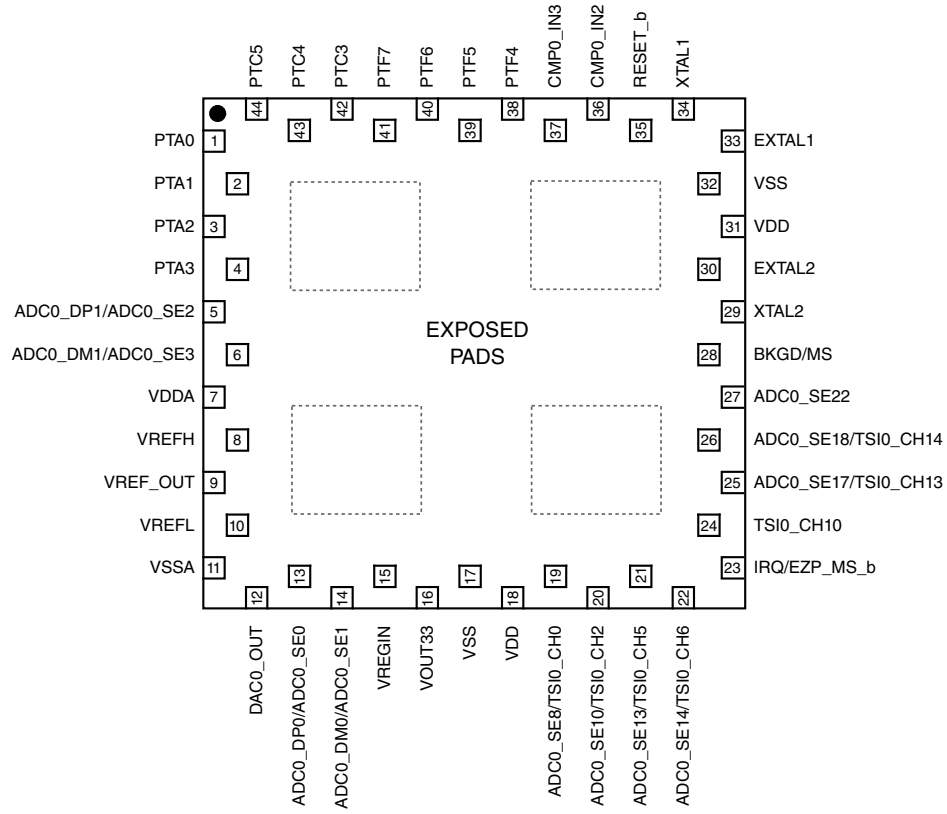 PTC5
PTC4
PTC3
PTF7
PTF6
PTF5
PTF4
CMP0_IN3
CMP0_IN2
RESET_b
XTAL1
44
43
42
41
40
39
38
37
36
35
34
PTA0 1
PTA1 2
PTA2 3
PTA3 4
ADC0_DP1/ADC0_SE2 5
ADC0_DM1/ADC0_SE3 6
VDDA 7
VREFH 8
VREF_OUT 9
VREFL 10
VSSA 11
EXPOSED
PADS
33 EXTAL1
32 VSS
31 VDD
30 EXTAL2
29 XTAL2
28 BKGD/MS
27 ADC0_SE22
26 ADC0_SE18/TSI0_CH14
25 ADC0_SE17/TSI0_CH13
24 TSI0_CH10
23 IRQ/EZP_MS_b
12
13
14
15
16
17
18
19
20
21
22
DAC0_OUT
ADC0_DP0/ADC0_SE0
ADC0_DM0/ADC0_SE1
VREGIN
VOUT33
VSS
VDD
ADC0_SE8/TSI0_CH0
ADC0_SE10/TSI0_CH2
ADC0_SE13/TSI0_CH5
ADC0_SE14/TSI0_CH6